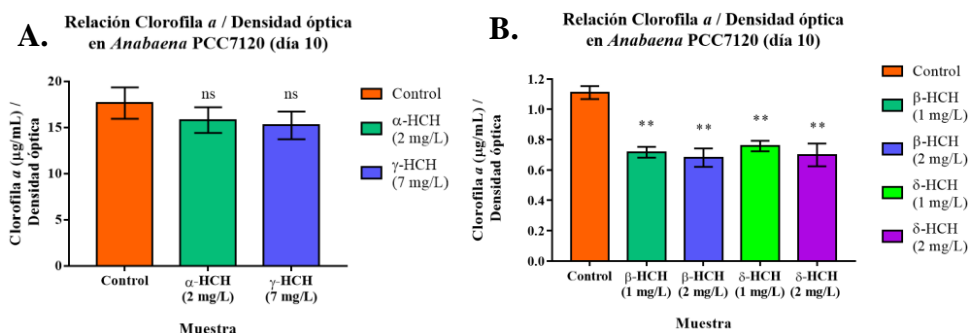 A.
Relación Clorofila a / Densidad óptica
en Anabaena PCC7120 (día 10)
Clorofila a (µg/mL) /
Densidad óptica
20
15
10
5
0
ns
ns
Control
α-HCH
(2 mg/L)
γ-HCH
(7 mg/L)
Muestra
Control
α-HCH
(2 mg/L)
γ-HCH
(7 mg/L)
B.
Relación Clorofila a / Densidad óptica
en Anabaena PCC7120 (día 10)
Clorofila a (µg/mL) /
Densidad óptica
1.2
1.0
0.8
0.6
0.4
0.2
0.0
**
**
**
**
Control
β-HCH
(1 mg/L)
β-HCH
(2 mg/L)
δ-HCH
(1 mg/L)
δ-HCH
(2 mg/L)
Muestra
Control
β-HCH
(1 mg/L)
β-HCH
(2 mg/L)
δ-HCH
(1 mg/L)
δ-HCH
(2 mg/L)